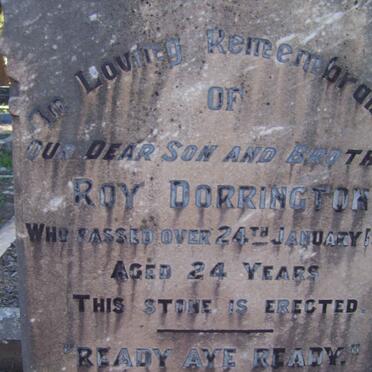 In Loving Remembran
OF
OUR DEAR SON AND BROTH
ROY DORRINGTON
WHO PASSED OVER 24TH JANUARY
AGED 24 YEARS
THIS STONE IS ERECTED.
"READY AYE READY."